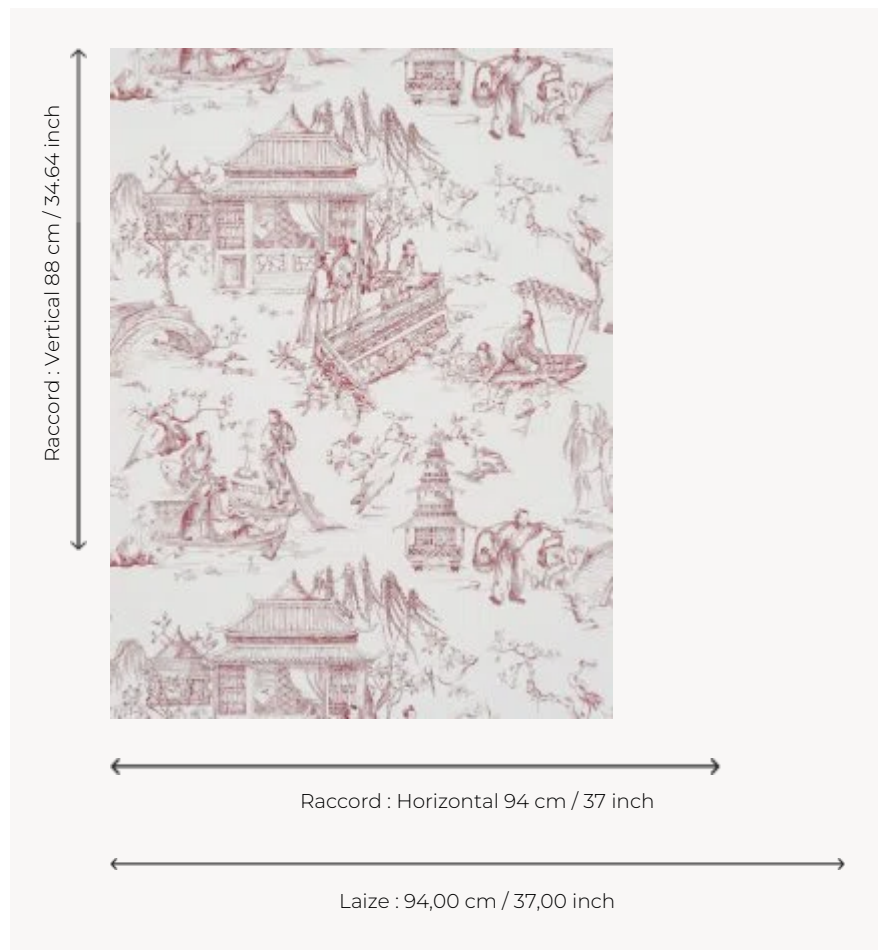 Raccord : Vertical 88 cm / 34.64 inch
Raccord : Horizontal 94 cm / 37 inch
Laize : 94,00 cm / 37,00 inch